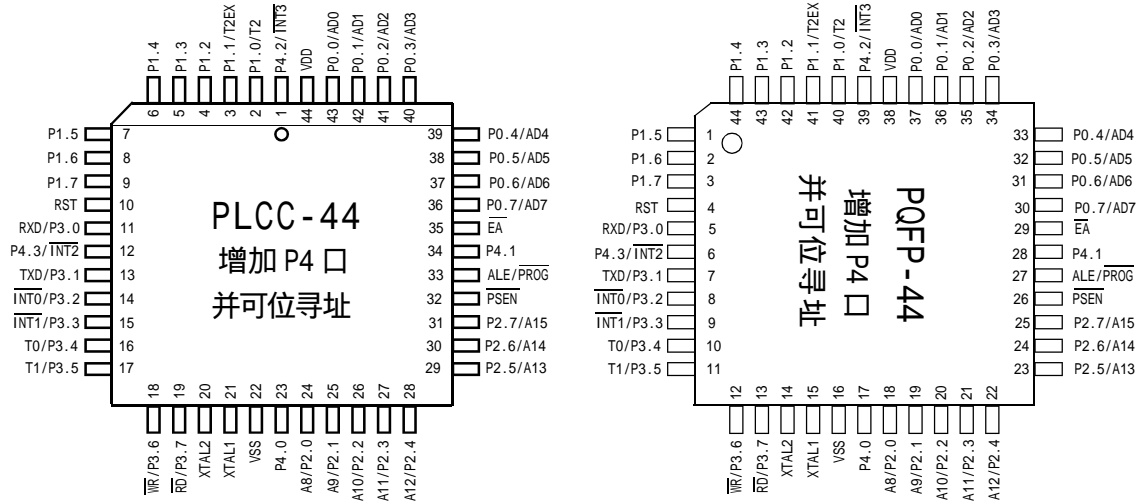 P1.4
P1.3
P1.2
P1.1/T2EX
P1.0/T2
P4.2/INT3
VDD
P0.0/AD0
P0.1/AD1
P0.2/AD2
P0.3/AD3
6 5 4 3 2 1 44 43 42 41 40
P1.5 7 39 P0.4/AD4
P1.6 8 38 P0.5/AD5
P1.7 9 37 P0.6/AD6
RST 10 36 P0.7/AD7
RXD/P3.0 11 35 EA
P4.3/INT2 12 34 P4.1
TXD/P3.1 13 33 ALE/PROG
INT0/P3.2 14 32 PSEN
INT1/P3.3 15 31 P2.7/A15
T0/P3.4 16 30 P2.6/A14
T1/P3.5 17 29 P2.5/A13
PLCC-44
增加 P4 口
并可位寻址
18 19 20 21 22 23 24 25 26 27 28
WR/P3.6
RD/P3.7
XTAL2
XTAL1
VSS
P4.0
A8/P2.0
A9/P2.1
A10/P2.2
A11/P2.3
A12/P2.4
P1.4
P1.3
P1.2
P1.1/T2EX
P1.0/T2
P4.2/INT3
VDD
P0.0/AD0
P0.1/AD1
P0.2/AD2
P0.3/AD3
44 43 42 41 40 39 38 37 36 35 34
P1.5 1 33 P0.4/AD4
P1.6 2 32 P0.5/AD5
P1.7 3 31 P0.6/AD6
RST 4 30 P0.7/AD7
RXD/P3.0 5 29 EA
P4.3/INT2 6 28 P4.1
TXD/P3.1 7 27 ALE/PROG
INT0/P3.2 8 26 PSEN
INT1/P3.3 9 25 P2.7/A15
T0/P3.4 10 24 P2.6/A14
T1/P3.5 11 23 P2.5/A13
PQFP-44
增加 P4 口
并可位寻址
12 13 14 15 16 17 18 19 20 21 22
WR/P3.6
RD/P3.7
XTAL2
XTAL1
VSS
P4.0
A8/P2.0
A9/P2.1
A10/P2.2
A11/P2.3
A12/P2.4